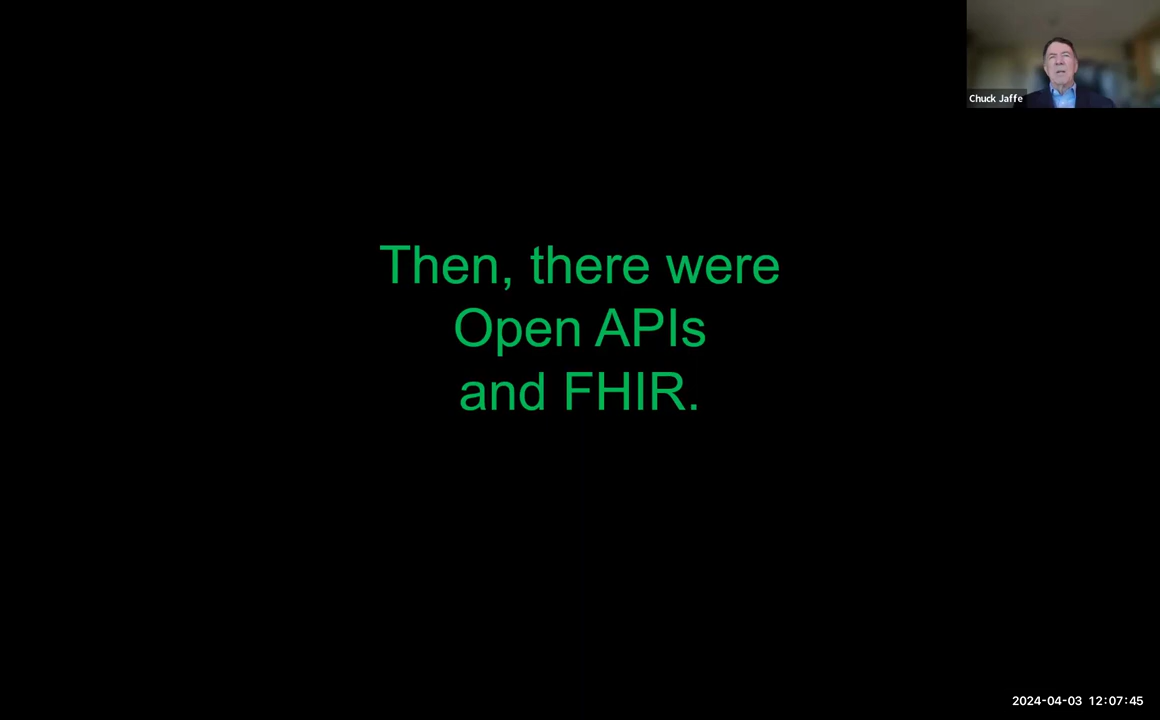 Chuck Jaffe
Then, there were
Open APIs
and FHIR.
2024-04-03 12:07:45